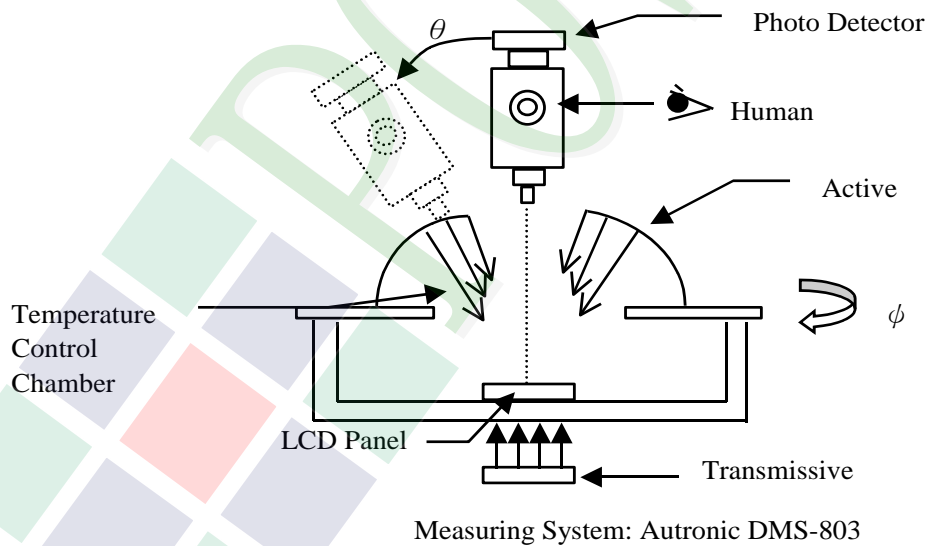 Photo Detector
θ
Human
Active
Temperature
Control
Chamber
ϕ
LCD Panel
Transmissive
Measuring System: Autronic DMS-803